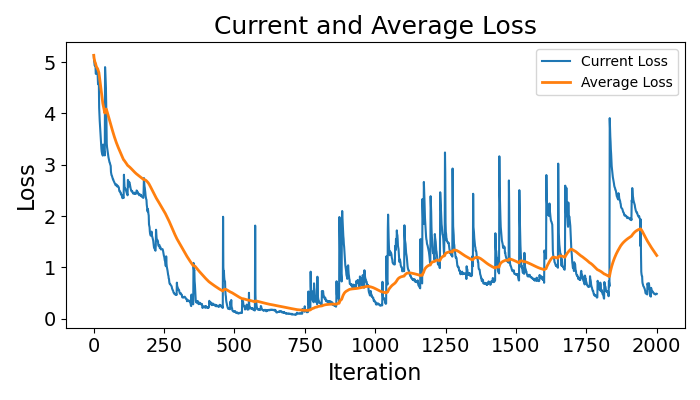 Current and Average Loss
Current Loss
Average Loss
Loss
5
4
3
2
1
0
0 250 500 750 1000 1250 1500 1750 2000
Iteration